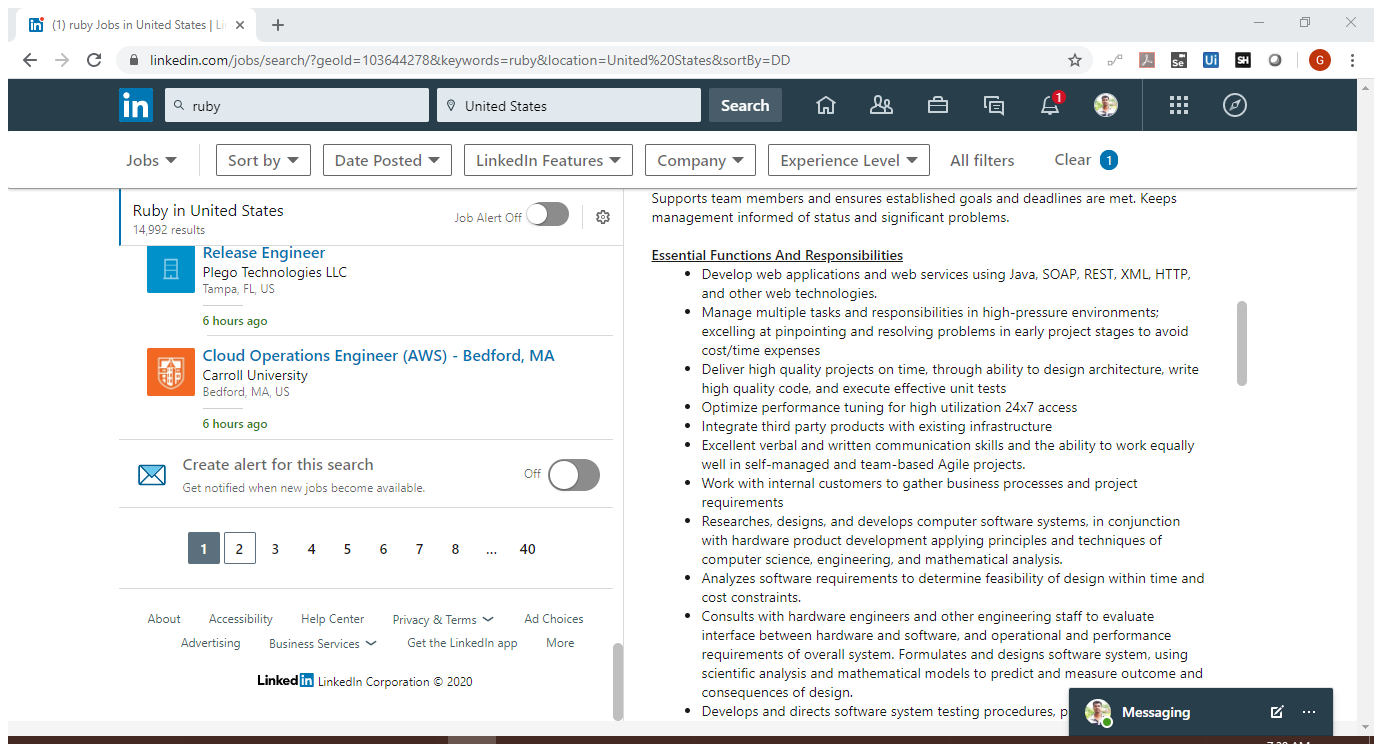 (1) ruby Jobs in United States | Li
linkedin.com/jobs/search/?geoId=103644278&keywords=ruby&location=United%20States&sortBy=DD
Se Ui SH G
in ruby United States Search 1
Jobs Sort by Date Posted LinkedIn Features Company Experience Level All filters Clear 1
Ruby in United States
14,992 results
Job Alert Off
Release Engineer
Plego Technologies LLC
Tampa, FL, US
6 hours ago
Cloud Operations Engineer (AWS) - Bedford, MA
Carroll University
Bedford, MA, US
6 hours ago
Create alert for this search
Get notified when new jobs become available.
Off
1 2 3 4 5 6 7 8 ... 40
About Accessibility Help Center Privacy & Terms Ad Choices
Advertising Business Services Get the LinkedIn app More
LinkedIn LinkedIn Corporation © 2020
Supports team members and ensures established goals and deadlines are met. Keeps
management informed of status and significant problems.
Essential Functions And Responsibilities
• Develop web applications and web services using Java, SOAP, REST, XML, HTTP,
and other web technologies.
• Manage multiple tasks and responsibilities in high-pressure environments;
excelling at pinpointing and resolving problems in early project stages to avoid
cost/time expenses
• Deliver high quality projects on time, through ability to design architecture, write
high quality code, and execute effective unit tests
• Optimize performance tuning for high utilization 24x7 access
• Integrate third party products with existing infrastructure
• Excellent verbal and written communication skills and the ability to work equally
well in self-managed and team-based Agile projects.
• Work with internal customers to gather business processes and project
requirements
• Researches, designs, and develops computer software systems, in conjunction
with hardware product development applying principles and techniques of
computer science, engineering, and mathematical analysis.
• Analyzes software requirements to determine feasibility of design within time and
cost constraints.
• Consults with hardware engineers and other engineering staff to evaluate
interface between hardware and software, and operational and performance
requirements of overall system. Formulates and designs software system, using
scientific analysis and mathematical models to predict and measure outcome and
consequences of design.
• Develops and directs software system testing procedures, p
Messaging